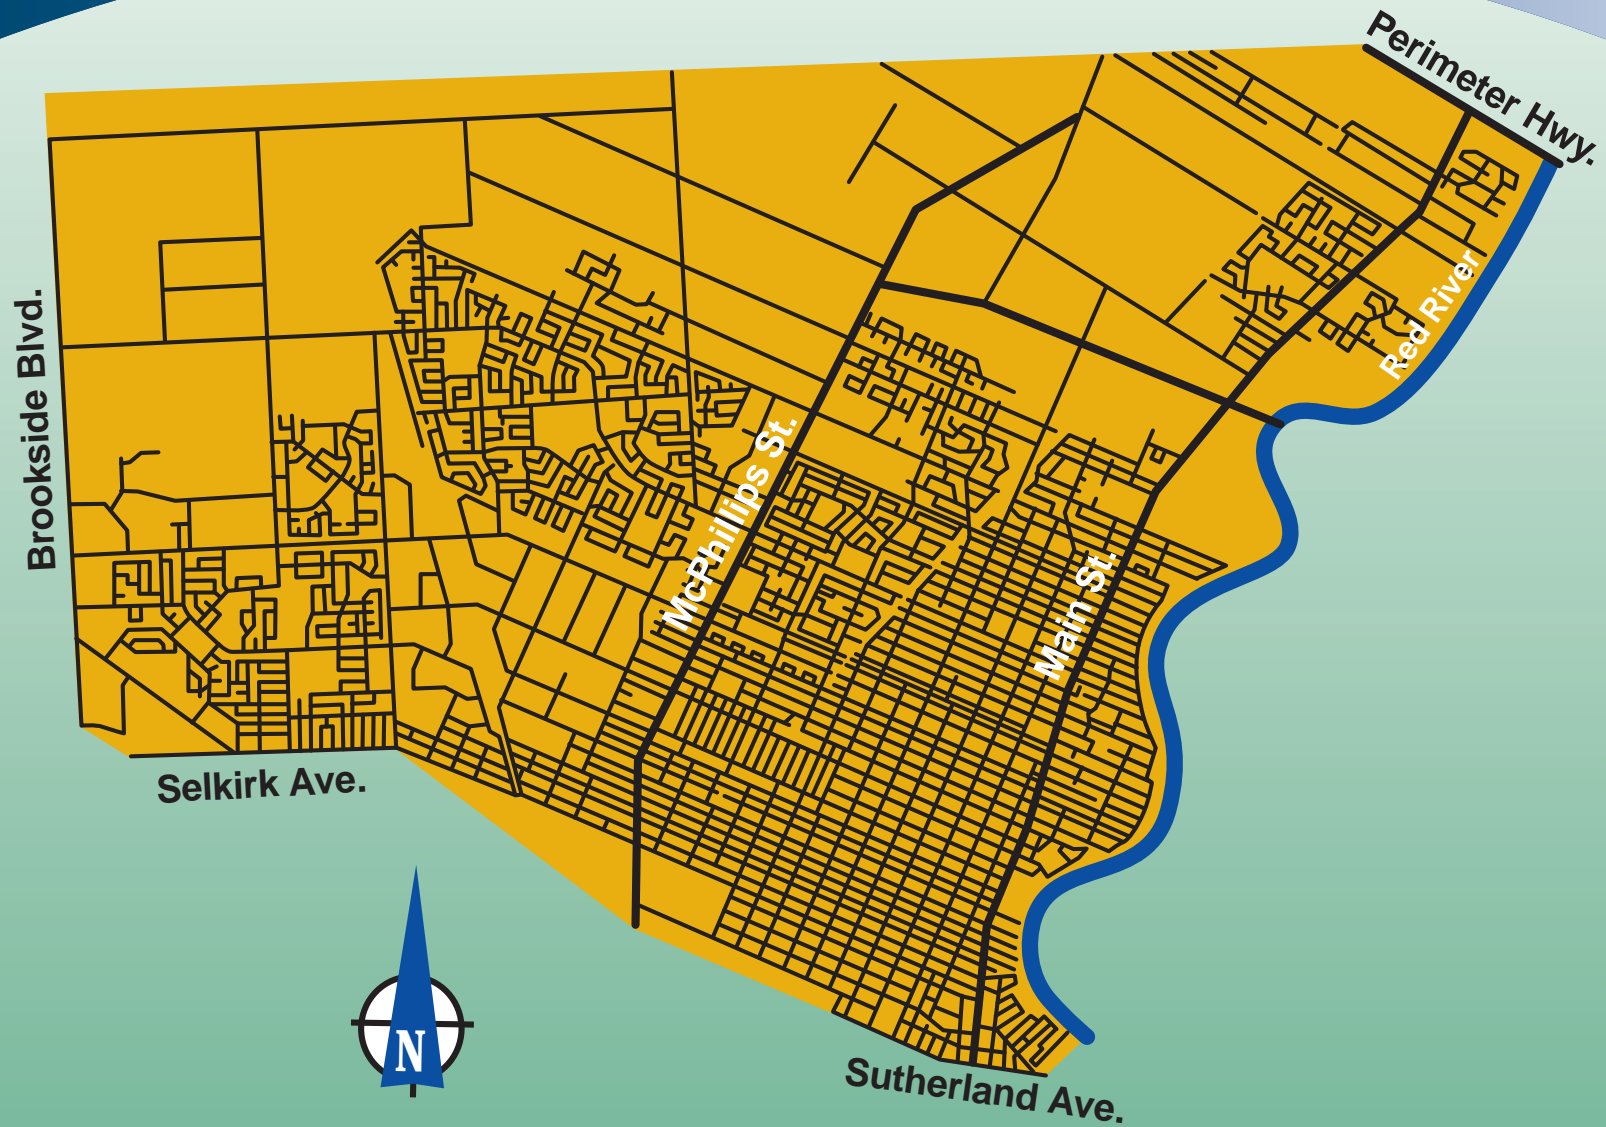 Perimeter Hwy.
Red River
Brookside Blvd.
McPhillips St.
Main St.
Selkirk Ave.
N
Sutherland Ave.